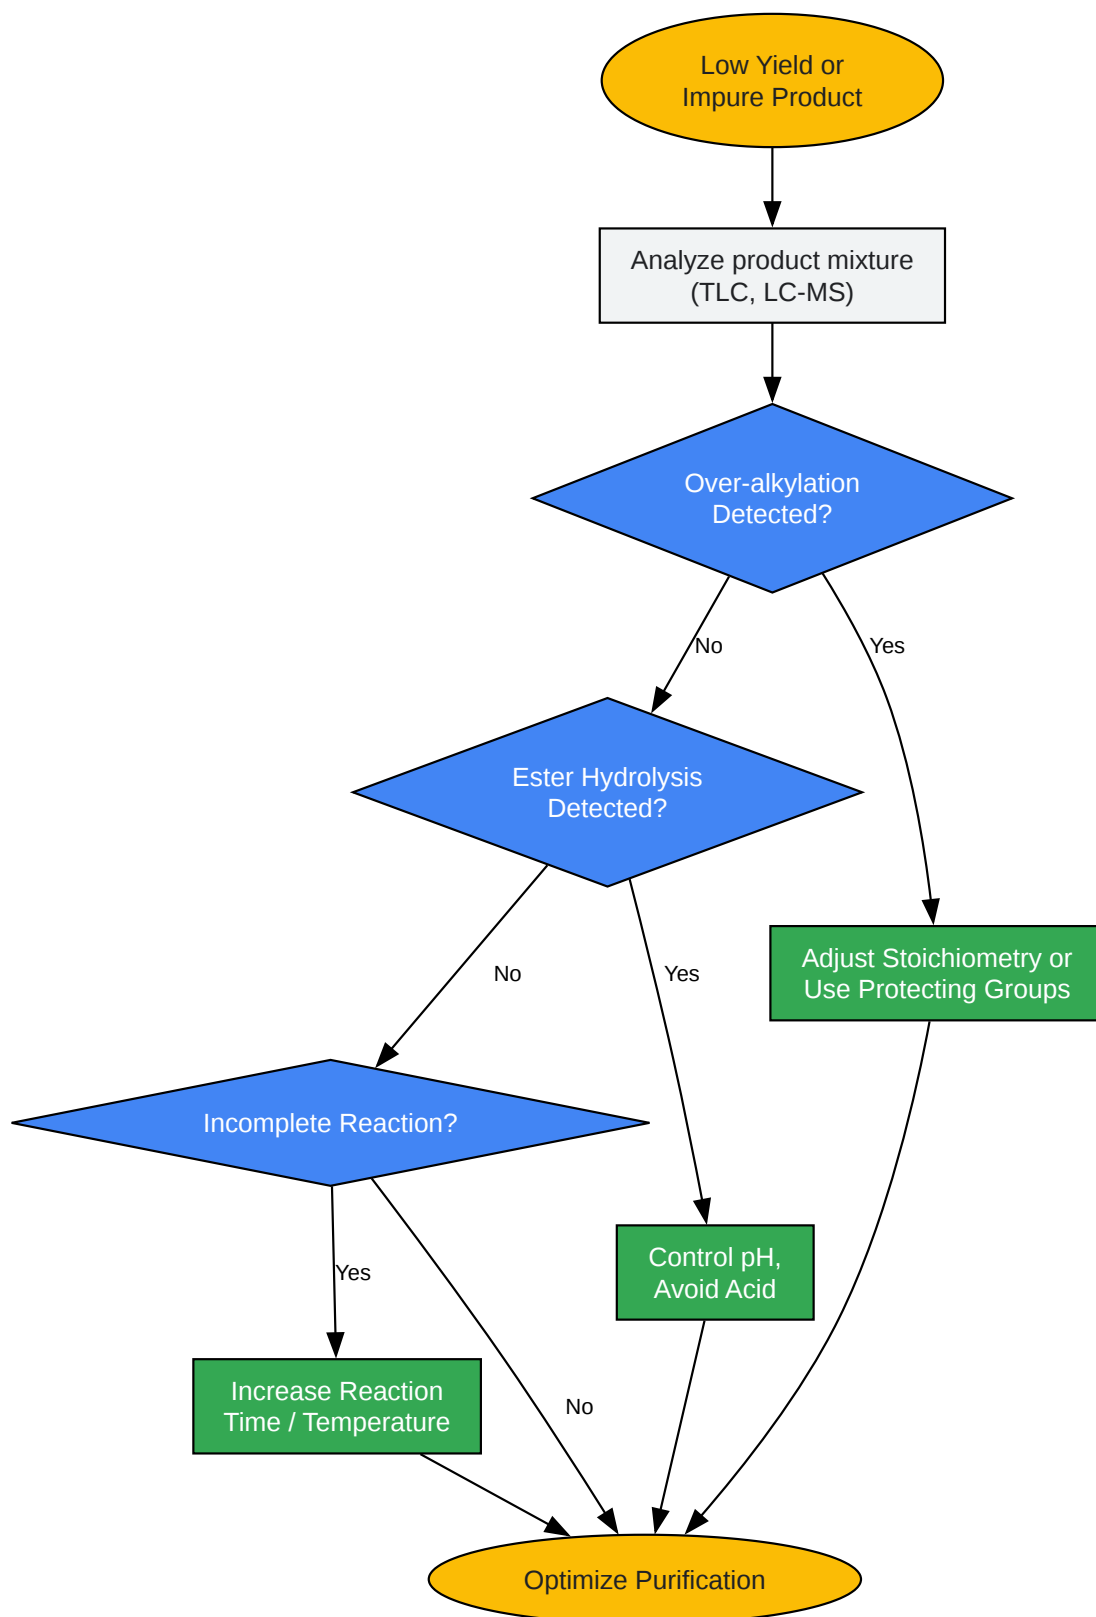 Low Yield or
Impure Product
Analyze product mixture
(TLC, LC-MS)
Over-alkylation
Detected?
No
Yes
Ester Hydrolysis
Detected?
Adjust Stoichiometry or
Use Protecting Groups
No
Yes
Incomplete Reaction?
Control pH,
Avoid Acid
Yes
Increase Reaction
Time / Temperature
No
Optimize Purification